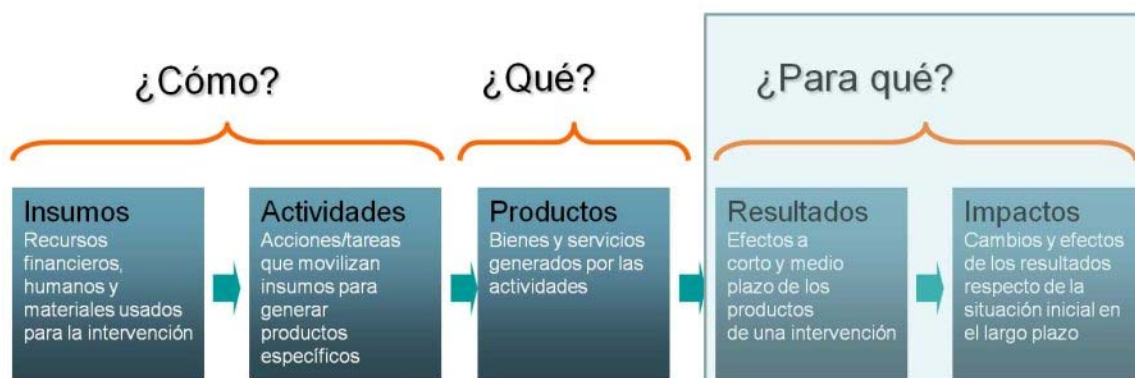 ¿Cómo?
¿Qué?
¿Para qué?
Insumos
Recursos
financieros,
humanos y
materiales usados
para la intervención
Actividades
Acciones/tareas
que movilizan
insumos para
generar
productos
específicos
Productos
Bienes y servicios
generados por las
actividades
Resultados
Efectos a
corto y medio
plazo de los
productos
de una intervención
Impactos
Cambios y efectos
de los resultados
respecto de la
situación inicial en
el largo plazo